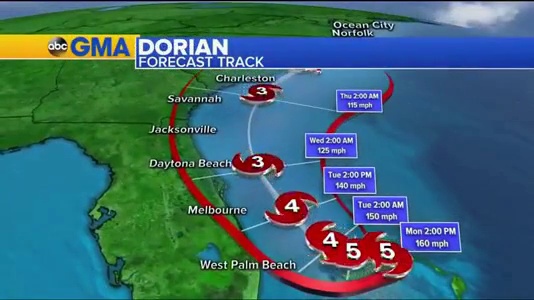 abc GMA
DORIAN
FORECAST TRACK
Ocean City
Norfolk
Charleston
3
Savannah
Thu 2:00 AM
115 mph
Jacksonville
Wed 2:00 AM
125 mph
Daytona Beach
3
Tue 2:00 PM
140 mph
Melbourne
4
Tue 2:00 AM
150 mph
4
5
5
Mon 2:00 PM
160 mph
West Palm Beach